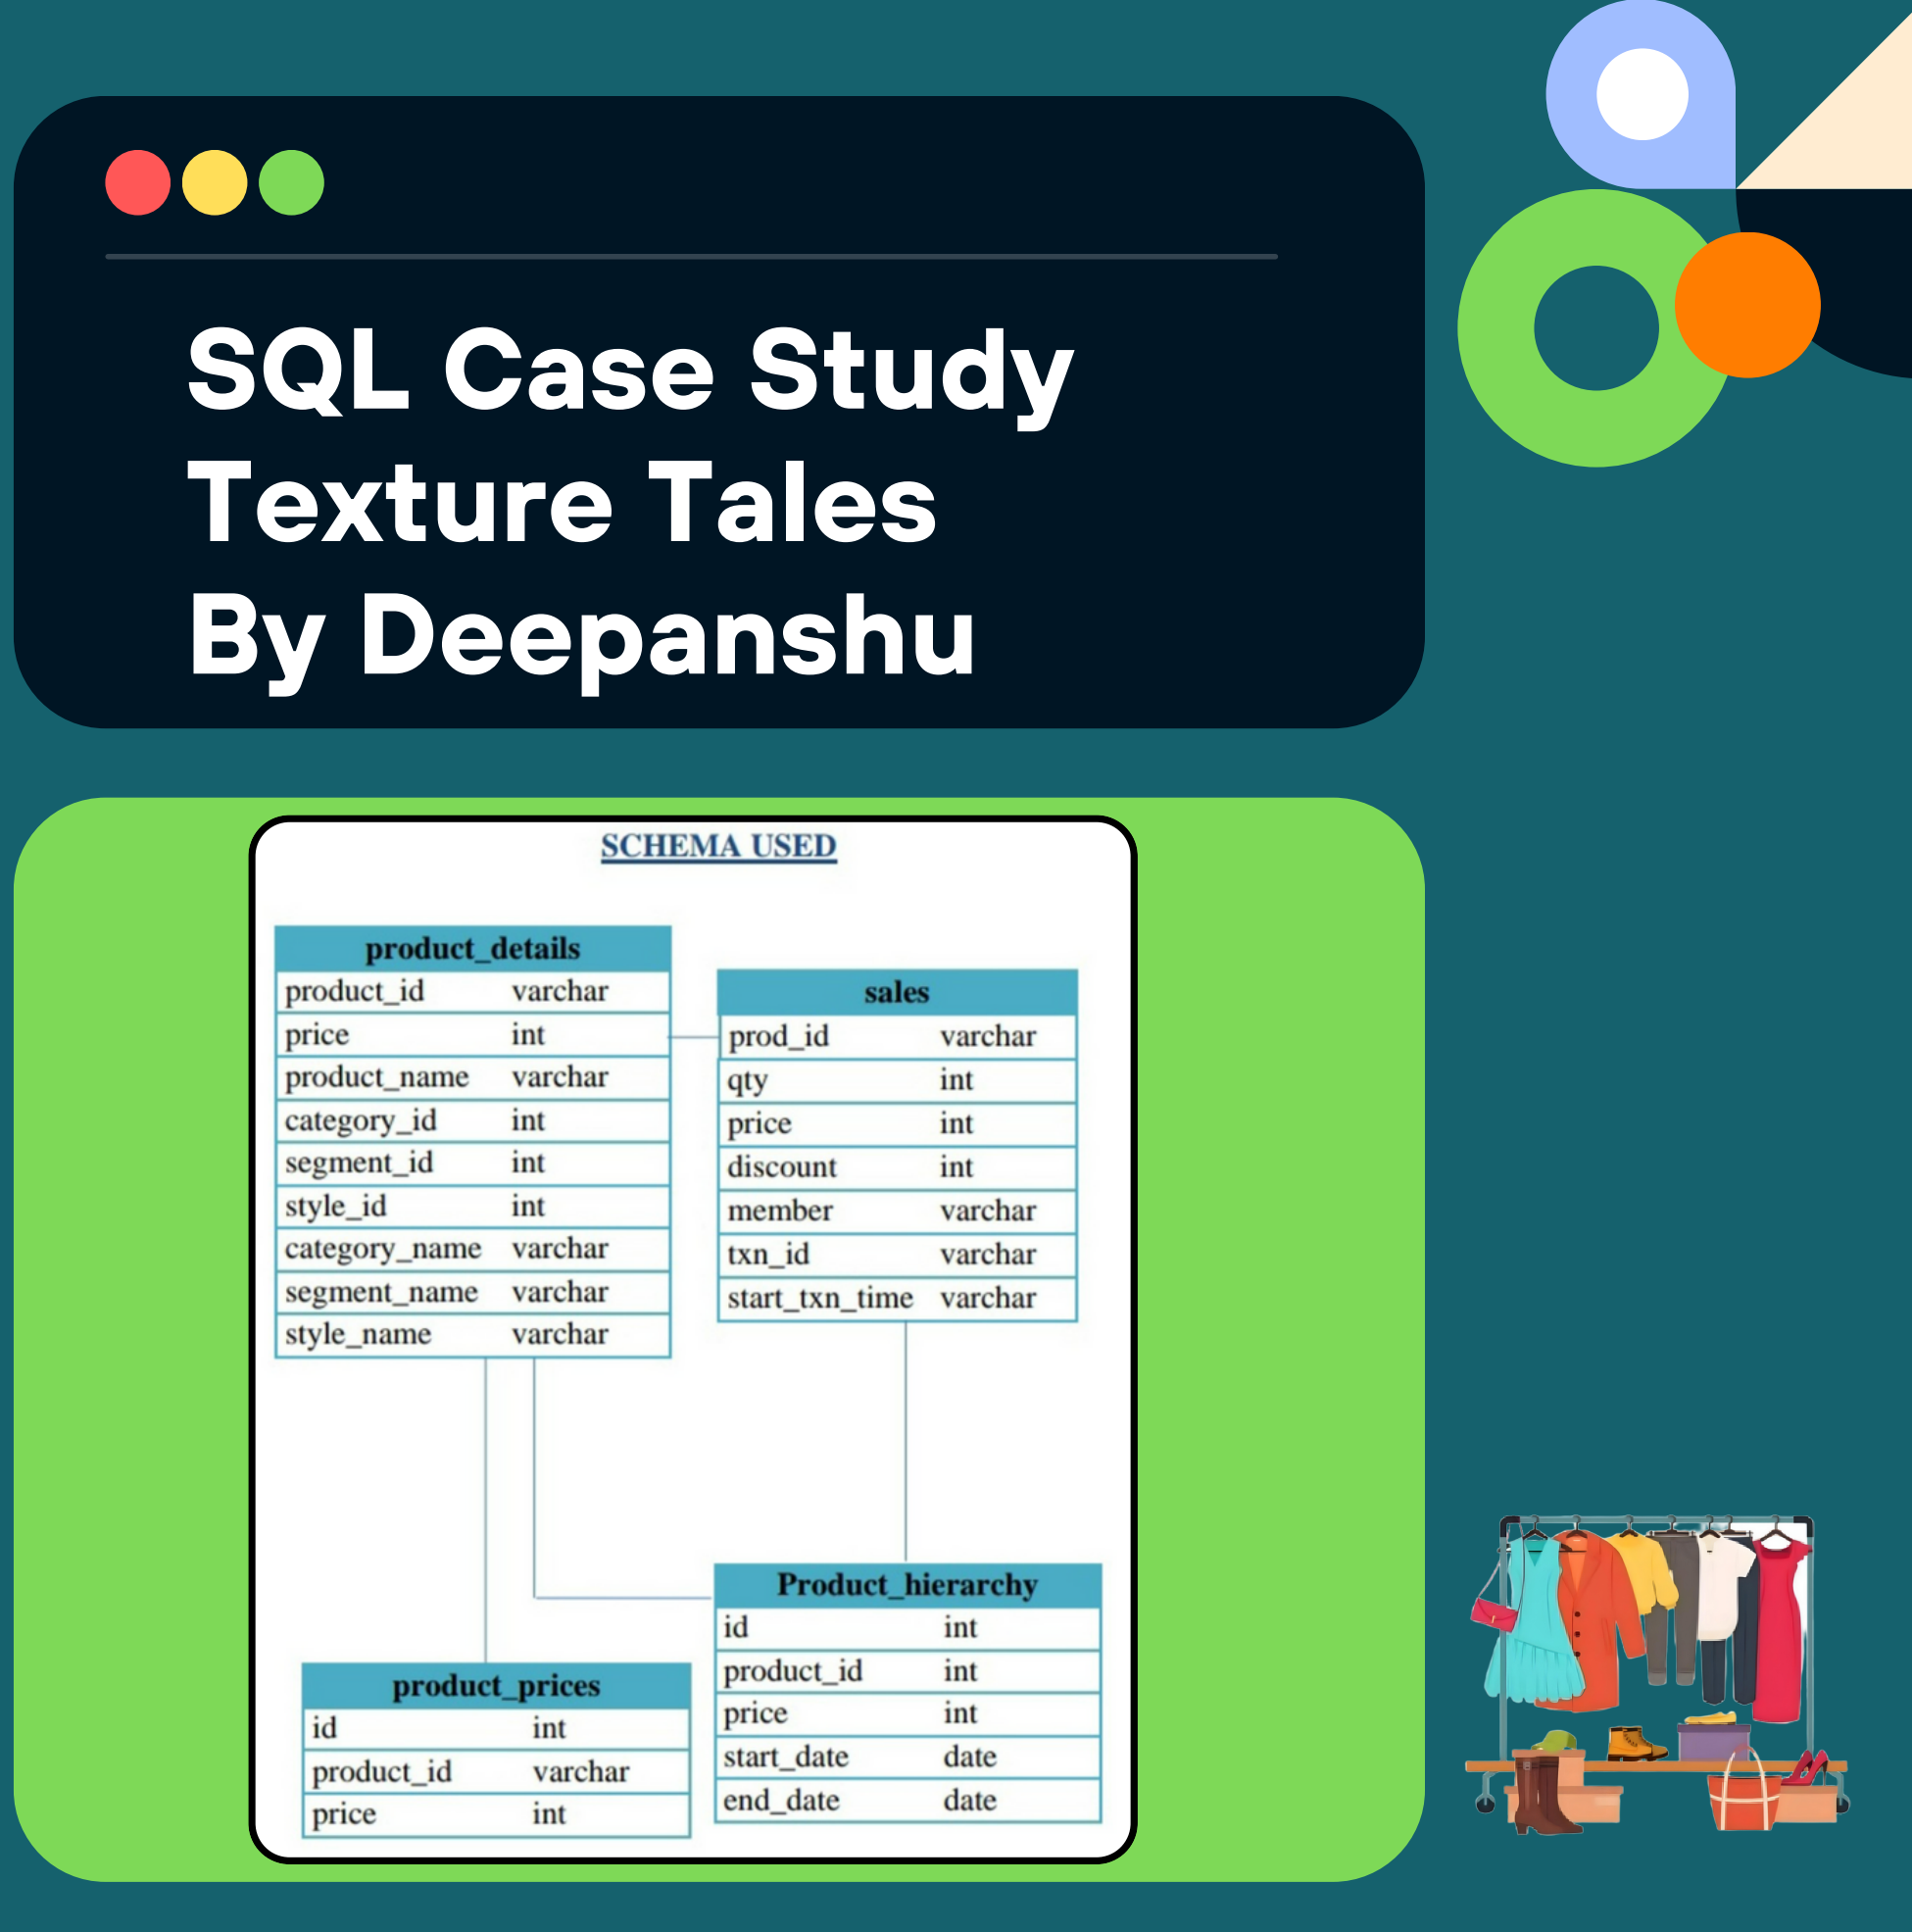 SQL Case Study
Texture Tales
By Deepanshu
SCHEMA USED
product_details
product_id varchar
price int
product_name varchar
category_id int
segment_id int
style_id int
category_name varchar
segment_name varchar
style_name varchar
sales
prod_id varchar
qty int
price int
discount int
member varchar
txn_id varchar
start_txn_time varchar
product_prices
id int
product_id varchar
price int
Product_hierarchy
id int
product_id int
price int
start_date date
end_date date